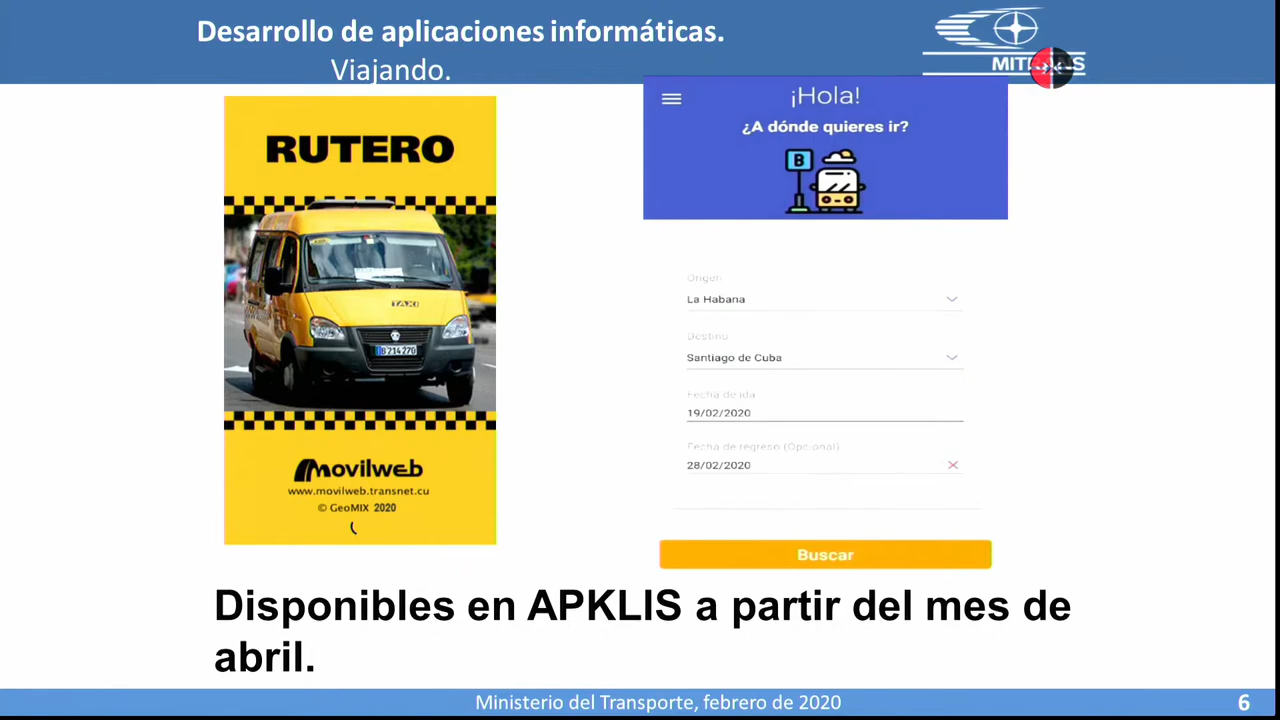 Desarrollo de aplicaciones informáticas.
Viajando.
RUTERO
TAXI
B 214 270
movilweb
www.movilweb.transnet.cu
© GeoMIX 2020
¡Hola!
¿A dónde quieres ir?
B
Origen
La Habana
Destino
Santiago de Cuba
Fecha de ida
19/02/2020
Fecha de regreso (Opcional)
28/02/2020
Buscar
Disponibles en APKLIS a partir del mes de
abril.
Ministerio del Transporte, febrero de 2020
6